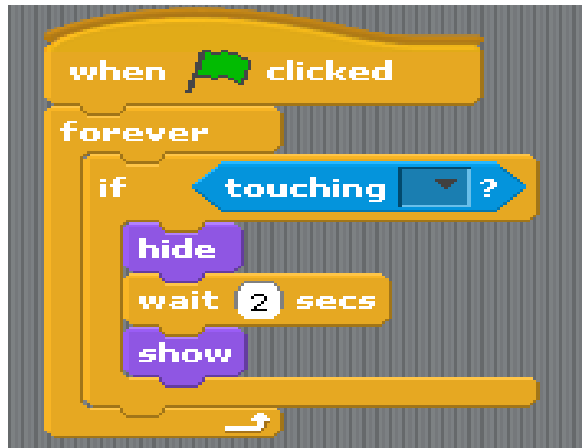 when clicked
forever
if touching ?
hide
wait 2 secs
show